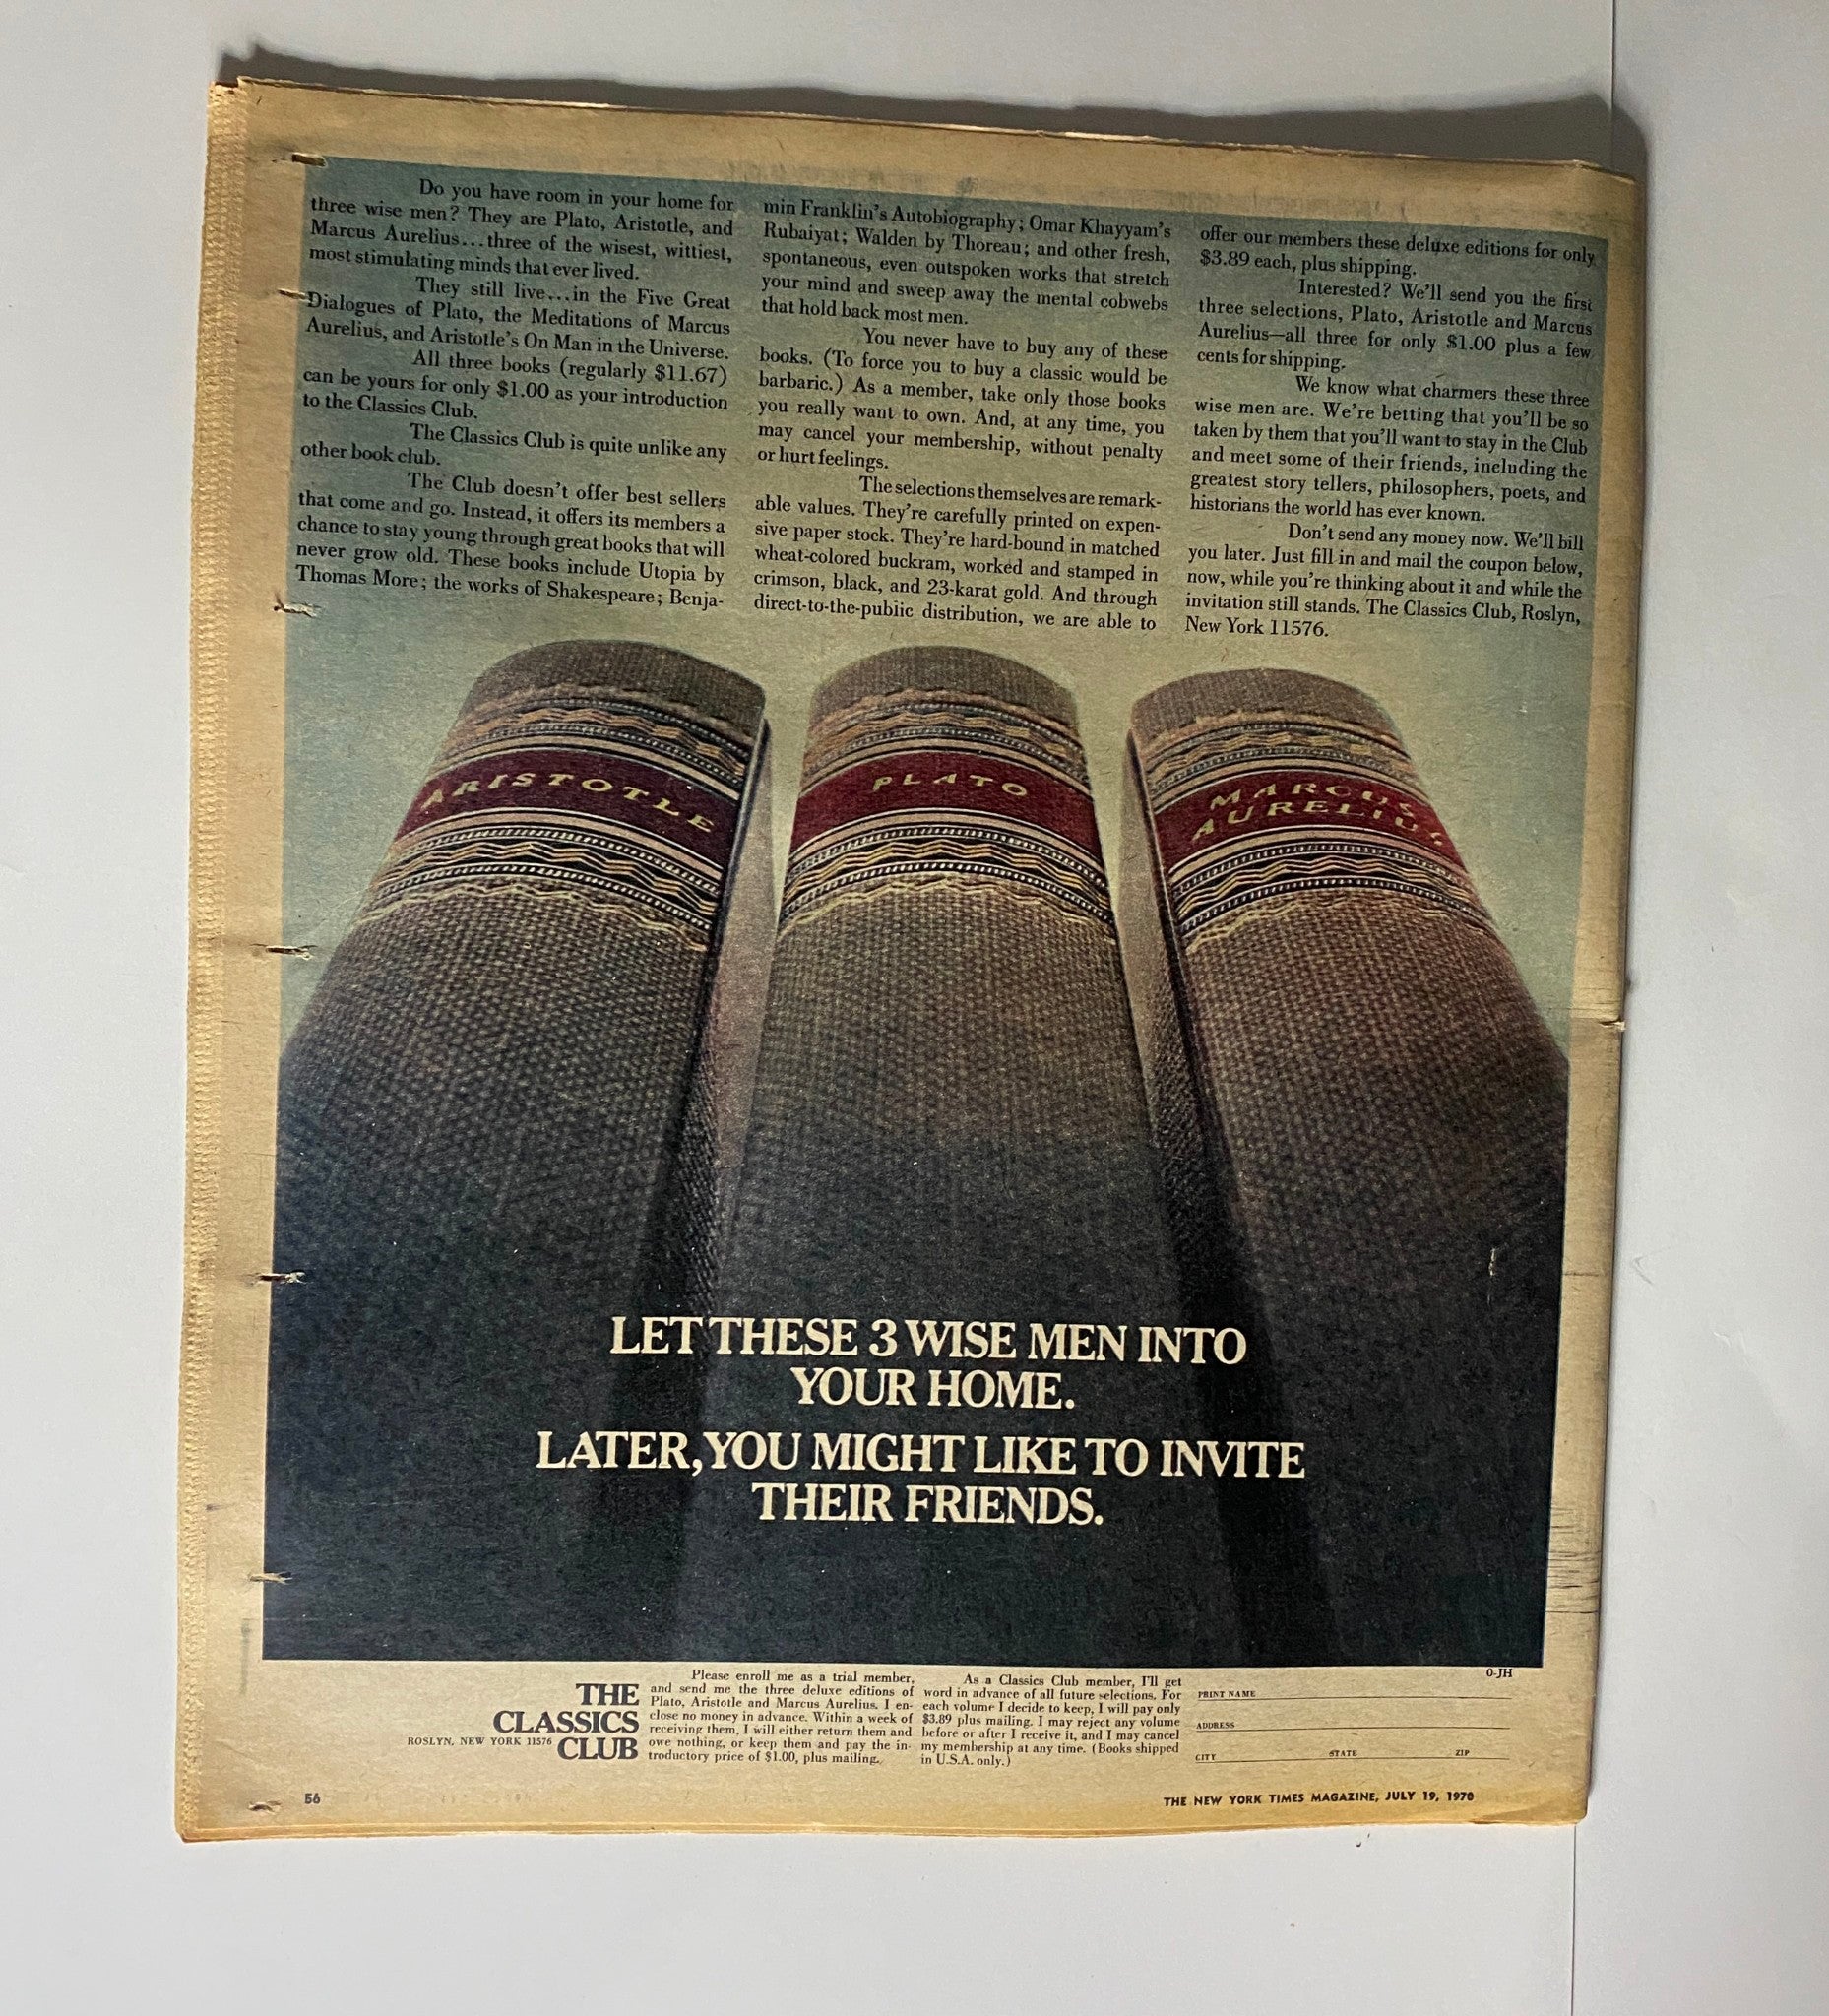 Do you have room in your home for
three wise men? They are Plato, Aristotle, and
Marcus Aurelius...three of the wisest, wittiest,
most stimulating minds that ever lived.
They still live...in the Five Great
Dialogues of Plato, the Meditations of Marcus
Aurelius, and Aristotle's On Man in the Universe.
All three books (regularly $11.67)
can be yours for only $1.00 as your introduction
to the Classics Club.
The Classics Club is quite unlike any
other book club.
The Club doesn't offer best sellers
that come and go. Instead, it offers its members a
chance to stay young through great books that will
never grow old. These books include Utopia by
Thomas More; the works of Shakespeare; Benja-
min Franklin's Autobiography; Omar Khayyam's
Rubaiyat; Walden by Thoreau; and other fresh,
spontaneous, even outspoken works that stretch
your mind and sweep away the mental cobwebs
that hold back most men.
You never have to buy any of these
books. (To force you to buy a classic would be
barbaric.) As a member, take only those books
you really want to own. And, at any time, you
may cancel your membership, without penalty
or hurt feelings.
The selections themselves are remark-
able values. They're carefully printed on expen-
sive paper stock. They're hard-bound in matched
wheat-colored buckram, worked and stamped in
crimson, black, and 23-karat gold. And through
direct-to-the-public distribution, we are able to
offer our members these deluxe editions for only
$3.89 each, plus shipping.
Interested? We'll send you the first
three selections, Plato, Aristotle and Marcus
Aurelius—all three for only $1.00 plus a few
cents for shipping.
We know what charmers these three
wise men are. We're betting that you'll be so
taken by them that you'll want to stay in the Club
and meet some of their friends, including the
greatest story tellers, philosophers, poets, and
historians the world has ever known.
Don't send any money now. We'll bill
you later. Just fill in and mail the coupon below,
now, while you're thinking about it and while the
invitation still stands. The Classics Club, Roslyn,
New York 11576.
ARISTOTLE
PLATO
MARCUS
AURELIUS
LET THESE 3 WISE MEN INTO
YOUR HOME.
LATER, YOU MIGHT LIKE TO INVITE
THEIR FRIENDS.
THE
CLASSICS
ROSLYN, NEW YORK 11576 CLUB
Please enroll me as a trial member,
and send me the three deluxe editions of
Plato, Aristotle and Marcus Aurelius. I en-
close no money in advance. Within a week of
receiving them, I will either return them and
owe nothing, or keep them and pay the in-
troductory price of $1.00, plus mailing.
As a Classics Club member, I'll get
word in advance of all future selections. For
each volume I decide to keep, I will pay only
$3.89 plus mailing. I may reject any volume
before or after I receive it, and I may cancel
my membership at any time. (Books shipped
in U.S.A. only.)
0-JH
PRINT NAME
ADDRESS
CITY STATE ZIP
56
THE NEW YORK TIMES MAGAZINE, JULY 19, 1970